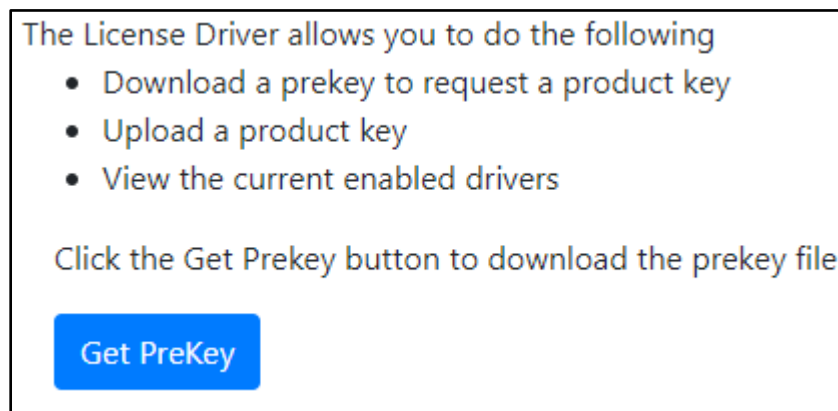 The License Driver allows you to do the following
• Download a prekey to request a product key
• Upload a product key
• View the current enabled drivers
Click the Get Prekey button to download the prekey file
Get PreKey